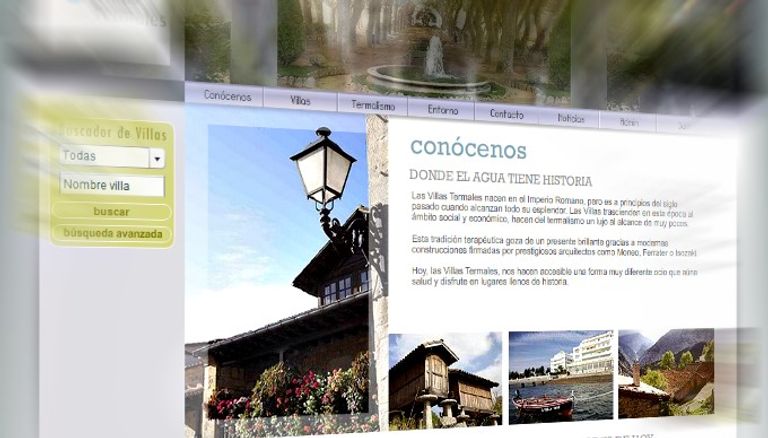 Conócenos
Villas
Termalismo
Entorno
Contacto
Noticias
Admin
Buscador de Villas
Todas
Nombre villa
buscar
búsqueda avanzada
conócenos
DONDE EL AGUA TIENE HISTORIA
Las Villas Termales nacen en el Imperio Romano, pero es a principios del siglo
pasado cuando alcanzan todo su esplendor. Las Villas trascienden en esta época al
ámbito social y económico, hacen del termalismo un lujo al alcance de muy pocos.
Esta tradición terapéutica goza de un presente brillante gracias a modernas
construcciones firmadas por prestigiosos arquitectos como Moneo, Ferrater o Isozaki.
Hoy, las Villas Termales, nos hacen accesible una forma muy diferente ocio que aúna
salud y disfrute en lugares llenos de historia.